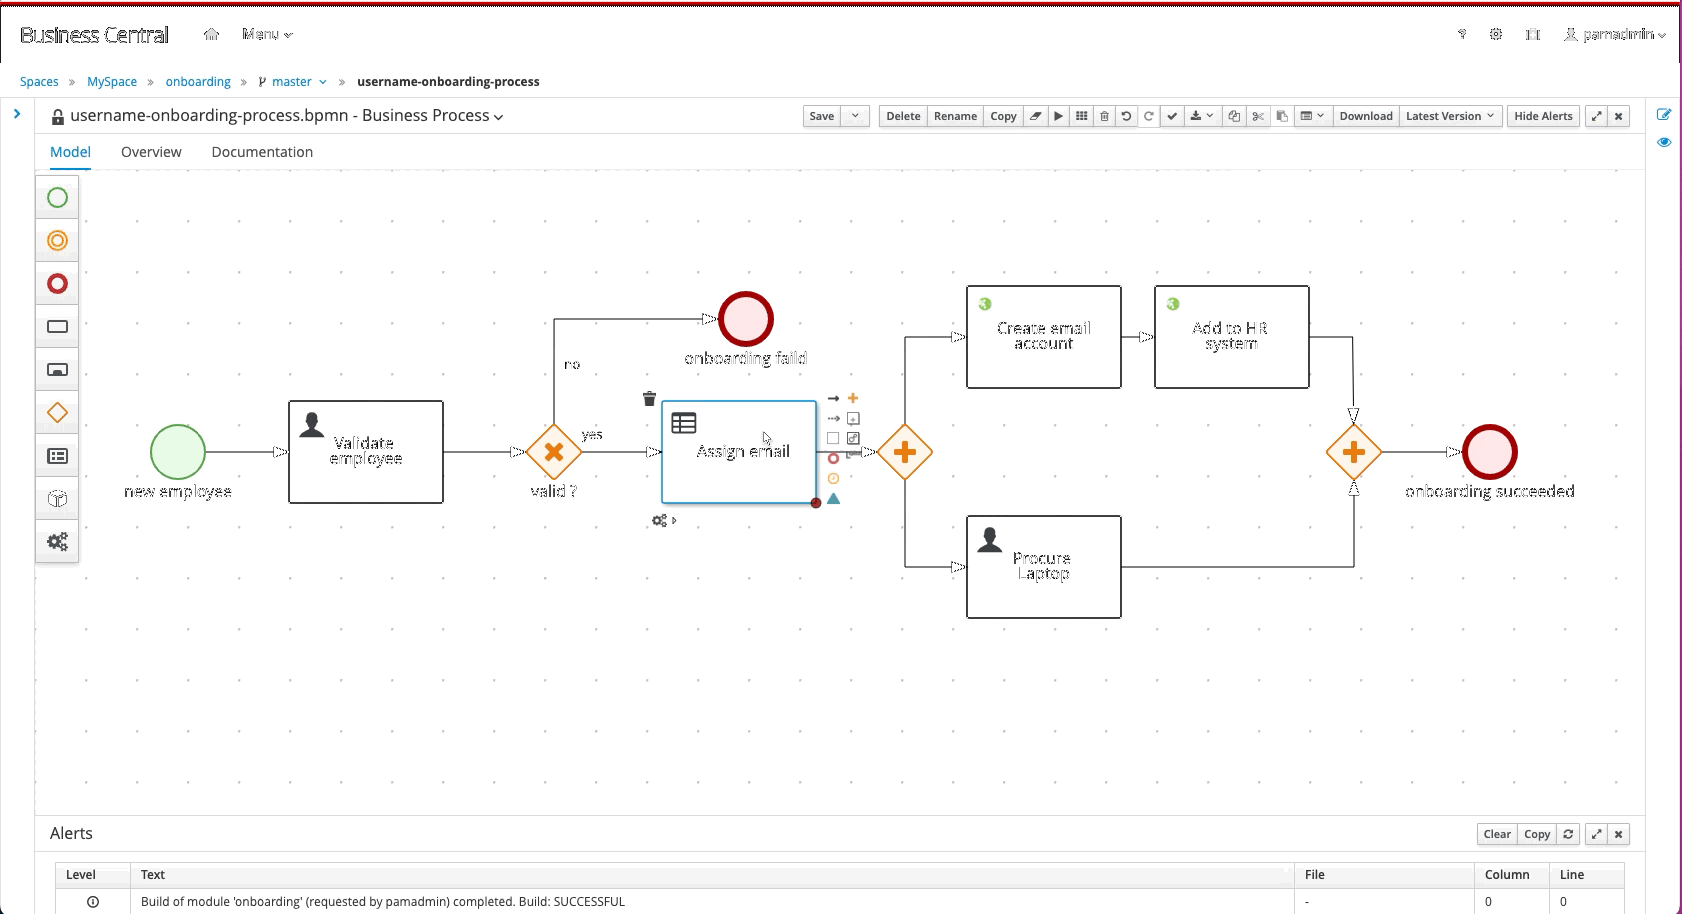 Business Central
Menu
?
pamadmin
Spaces » MySpace » onboarding » master » username-onboarding-process
username-onboarding-process.bpmn - Business Process
Save
Delete
Rename
Copy
Download
Latest Version
Hide Alerts
Model
Overview
Documentation
onboarding faild
no
Create email
account
Add to HR
system
Validate
employee
yes
Assign email
new employee
valid ?
onboarding succeeded
Procure
Laptop
Alerts
Clear
Copy
Level Text File Column Line
Build of module 'onboarding' (requested by pamadmin) completed. Build: SUCCESSFUL - 0 0